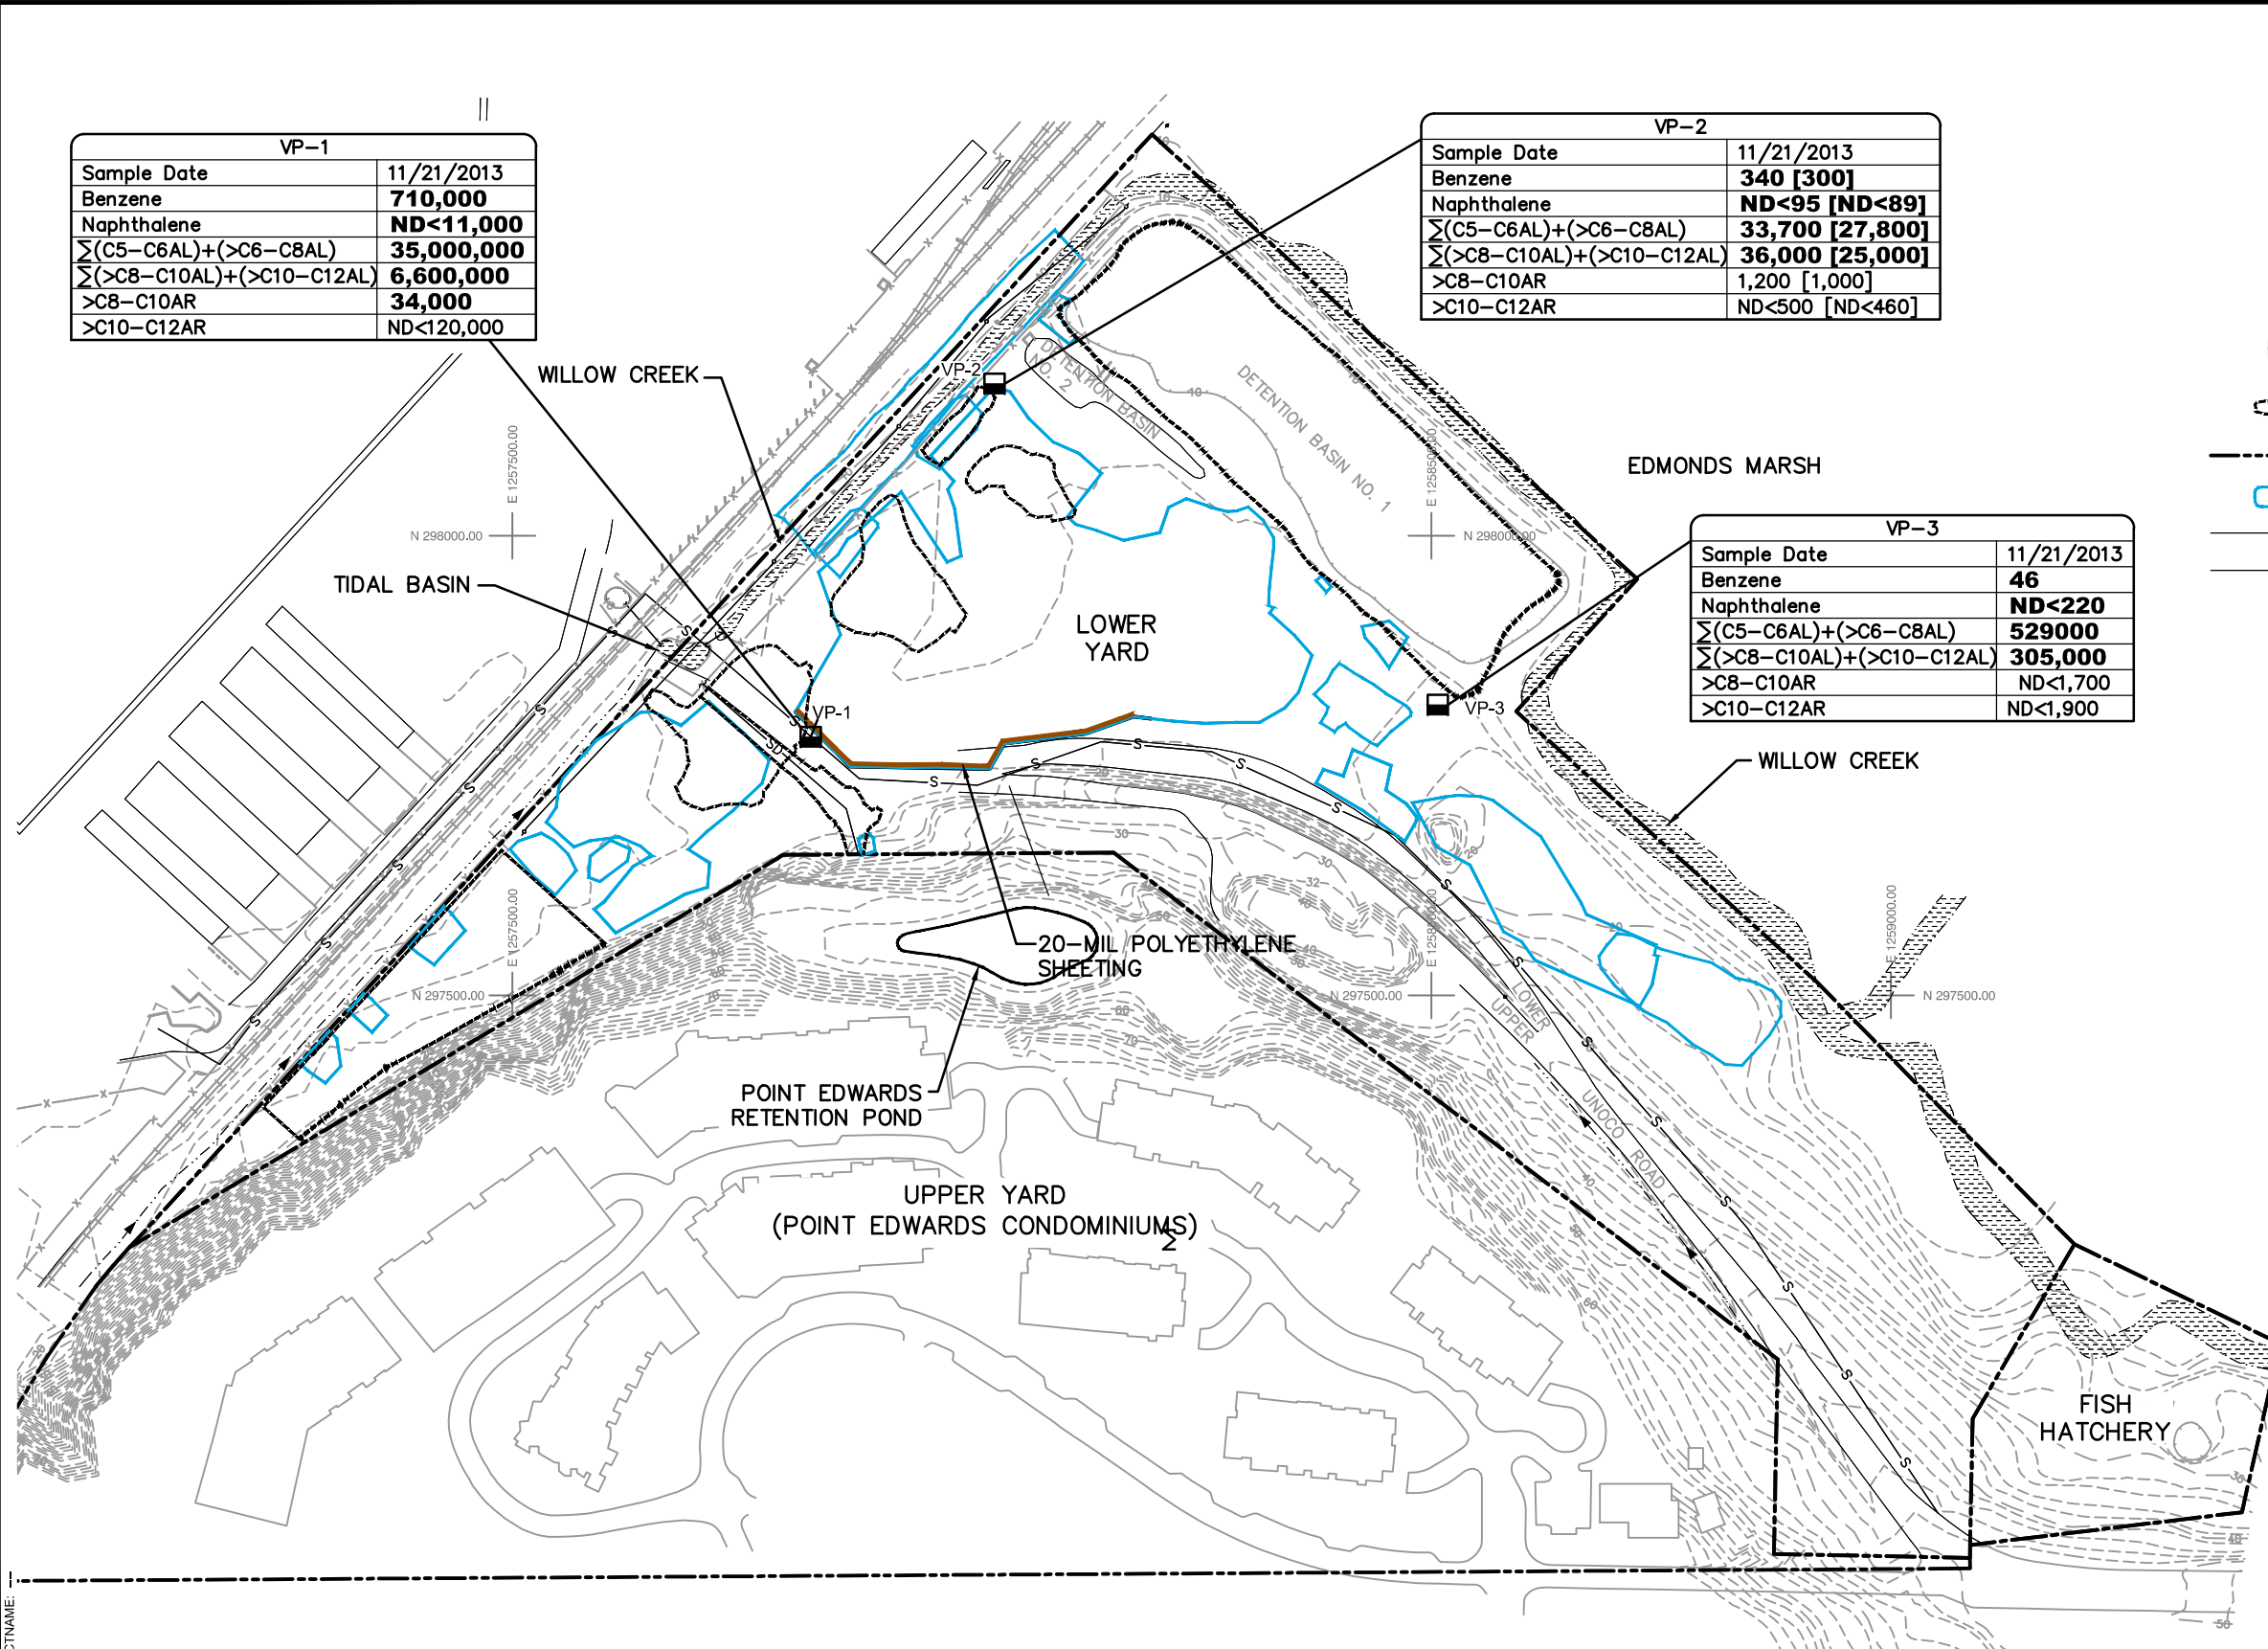 VP-1
Sample Date 11/21/2013
Benzene 710,000
Naphthalene ND<11,000
∑(C5-C6AL)+(>C6-C8AL) 35,000,000
∑(>C8-C10AL)+(>C10-C12AL) 6,600,000
>C8-C10AR 34,000
>C10-C12AR ND<120,000
VP-2
Sample Date 11/21/2013
Benzene 340 [300]
Naphthalene ND<95 [ND<89]
∑(C5-C6AL)+(>C6-C8AL) 33,700 [27,800]
∑(>C8-C10AL)+(>C10-C12AL) 36,000 [25,000]
>C8-C10AR 1,200 [1,000]
>C10-C12AR ND<500 [ND<460]
VP-3
Sample Date 11/21/2013
Benzene 46
Naphthalene ND<220
∑(C5-C6AL)+(>C6-C8AL) 529000
∑(>C8-C10AL)+(>C10-C12AL) 305,000
>C8-C10AR ND<1,700
>C10-C12AR ND<1,900
WILLOW CREEK
VP-2
DETENTION BASIN
NO. 2
DETENTION BASIN NO. 1
EDMONDS MARSH
E 1257500.00
N 298000.00
N 298000.00
TIDAL BASIN
LOWER
YARD
VP-1
VP-3
WILLOW CREEK
E 1257500.00
N 297500.00
E 1259000.00
N 297500.00
N 297500.00
20-MIL POLYETHYLENE
SHEETING
LOWER
UPPER
UNOCO ROAD
POINT EDWARDS
RETENTION POND
UPPER YARD
(POINT EDWARDS CONDOMINIUMS)
∑
FISH
HATCHERY